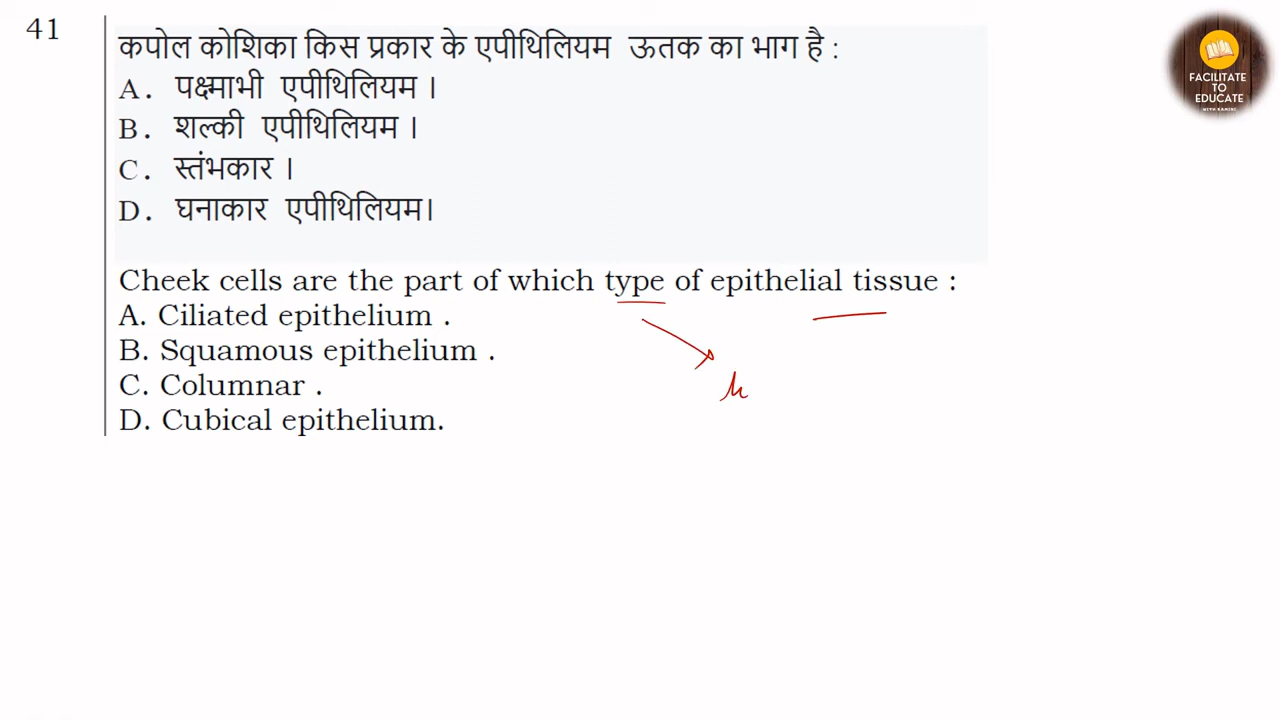 41
कपोल कोशिका किस प्रकार के एपीथिलियम ऊतक का भाग है :
A. पक्ष्माभी एपीथिलियम ।
B. शल्की एपीथिलियम ।
C. स्तंभकार ।
D. घनाकार एपीथिलियम।
Cheek cells are the part of which type of epithelial tissue :
A. Ciliated epithelium .
B. Squamous epithelium .
C. Columnar .
D. Cubical epithelium.
FACILITATE
TO
EDUCATE